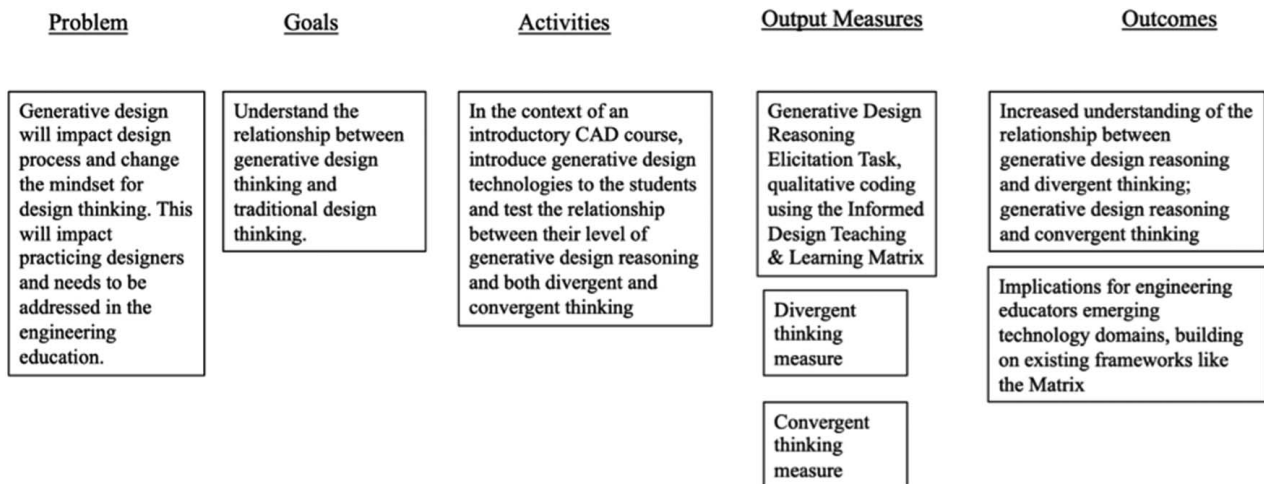 Problem
Goals
Activities
Output Measures
Outcomes
Generative design
will impact design
process and change
the mindset for
design thinking. This
will impact
practicing designers
and needs to be
addressed in the
engineering
education.
Understand the
relationship between
generative design
thinking and
traditional design
thinking.
In the context of an
introductory CAD course,
introduce generative design
technologies to the students
and test the relationship
between their level of
generative design reasoning
and both divergent and
convergent thinking
Generative Design
Reasoning
Elicitation Task,
qualitative coding
using the Informed
Design Teaching
& Learning Matrix
Divergent
thinking
measure
Convergent
thinking
measure
Increased understanding of the
relationship between
generative design reasoning
and divergent thinking;
generative design reasoning
and convergent thinking
Implications for engineering
educators emerging
technology domains, building
on existing frameworks like
the Matrix